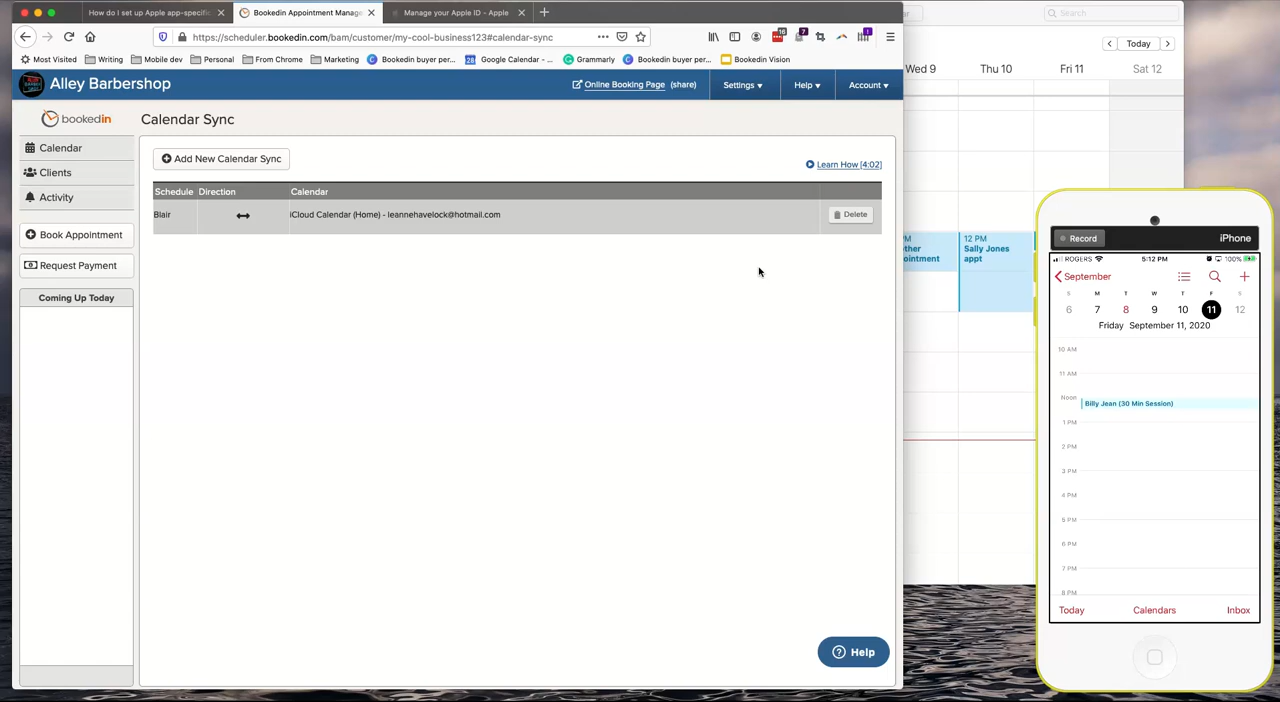 How do I set up Apple app-specifi
Bookedin Appointment Manage
Manage your Apple ID - Apple
https://scheduler.bookedin.com/bam/customer/my-cool-business123#calendar-sync
Most Visited
Writing
Mobile dev
Personal
From Chrome
Marketing
Bookedin buyer per...
Google Calendar - ...
Grammarly
Bookedin buyer per...
Bookedin Vision
Alley Barbershop
Online Booking Page (share)
Settings
Help
Account
bookedin
Calendar Sync
Calendar
Clients
Activity
Book Appointment
Request Payment
Coming Up Today
Add New Calendar Sync
Learn How [4:02]
Schedule Direction Calendar
Blair iCloud Calendar (Home) - leannehavelock@hotmail.com Delete
Help
Search
Today
Wed 9 Thu 10 Fri 11 Sat 12
PM
ther
ointment
12 PM
Sally Jones
appt
Record iPhone
ROGERS 5:12 PM 100%
September
S M T W T F S
6 7 8 9 10 11 12
Friday September 11, 2020
10 AM
11 AM
Noon
Billy Jean (30 Min Session)
1 PM
2 PM
3 PM
4 PM
5 PM
6 PM
7 PM
8 PM
Today Calendars Inbox